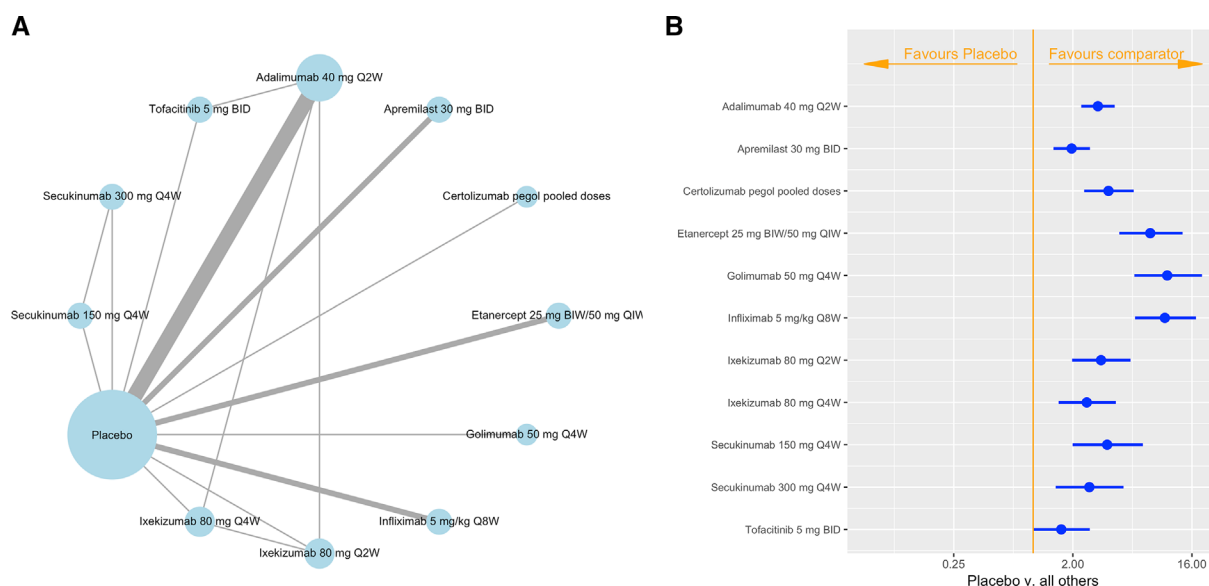 A
Adalimumab 40 mg Q2W
Tofacitinib 5 mg BID
Apremilast 30 mg BID
Secukinumab 300 mg Q4W
Certolizumab pegol pooled doses
Secukinumab 150 mg Q4W
Etanercept 25 mg BIW/50 mg QIW
Placebo
Golimumab 50 mg Q4W
Ixekizumab 80 mg Q4W
Infliximab 5 mg/kg Q8W
Ixekizumab 80 mg Q2W
B
Favours Placebo
Favours comparator
Adalimumab 40 mg Q2W
Apremilast 30 mg BID
Certolizumab pegol pooled doses
Etanercept 25 mg BIW/50 mg QIW
Golimumab 50 mg Q4W
Infliximab 5 mg/kg Q8W
Ixekizumab 80 mg Q2W
Ixekizumab 80 mg Q4W
Secukinumab 150 mg Q4W
Secukinumab 300 mg Q4W
Tofacitinib 5 mg BID
0.25 2.00 16.00
Placebo v. all others